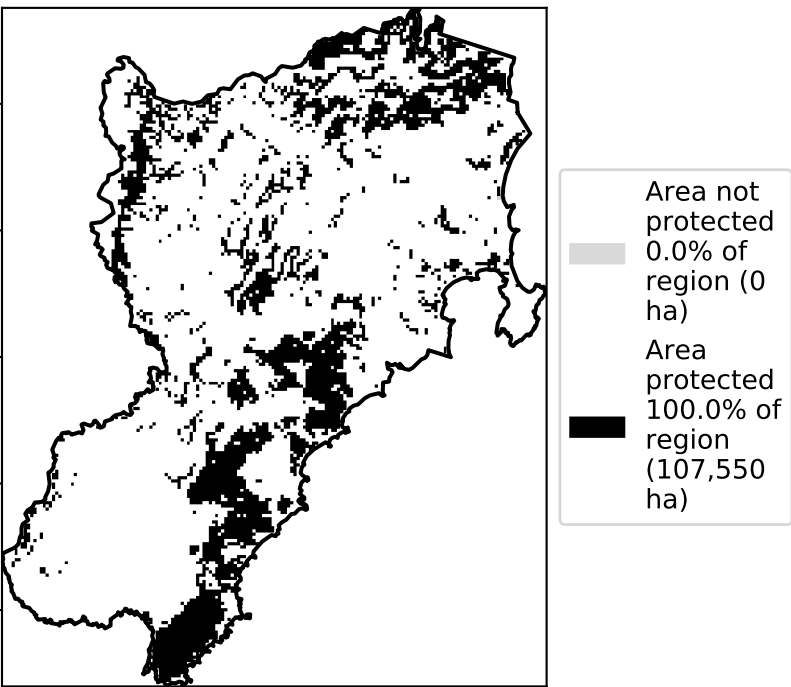 Area not
protected
0.0% of
region (0
ha)
Area
protected
100.0% of
region
(107,550
ha)